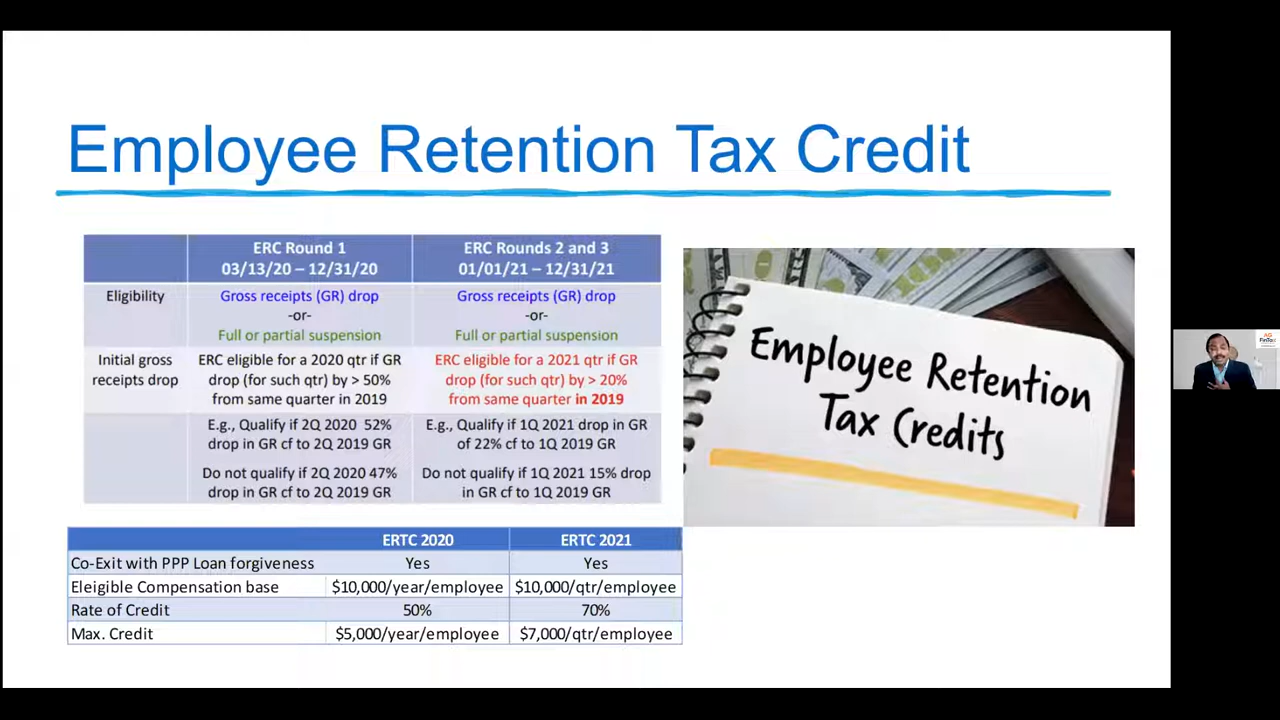 Employee Retention Tax Credit
ERC Round 1
03/13/20 – 12/31/20
ERC Rounds 2 and 3
01/01/21 – 12/31/21
Eligibility
Gross receipts (GR) drop
-or-
Full or partial suspension
Gross receipts (GR) drop
-or-
Full or partial suspension
Initial gross
receipts drop
ERC eligible for a 2020 qtr if GR
drop (for such qtr) by > 50%
from same quarter in 2019
ERC eligible for a 2021 qtr if GR
drop (for such qtr) by > 20%
from same quarter in 2019
E.g., Qualify if 2Q 2020 52%
drop in GR cf to 2Q 2019 GR
Do not qualify if 2Q 2020 47%
drop in GR cf to 2Q 2019 GR
E.g., Qualify if 1Q 2021 drop in GR
of 22% cf to 1Q 2019 GR
Do not qualify if 1Q 2021 15% drop
in GR cf to 1Q 2019 GR
Employee Retention
Tax Credits
ERTC 2020 ERTC 2021
Co-Exit with PPP Loan forgiveness Yes Yes
Eleigible Compensation base $10,000/year/employee $10,000/qtr/employee
Rate of Credit 50% 70%
Max. Credit $5,000/year/employee $7,000/qtr/employee
AG
FinTax